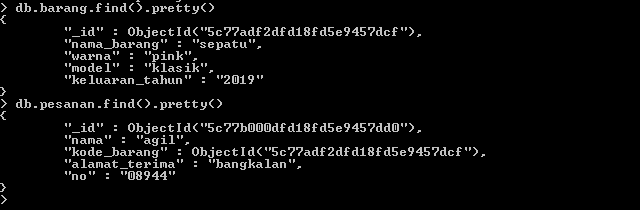 > db.barang.find().pretty()
{
"_id" : ObjectId("5c77adf2dfd18fd5e9457dcf"),
"nama_barang" : "sepatu",
"warna" : "pink",
"model" : "klasik",
"keluaran_tahun" : "2019"
}
> db.pesanan.find().pretty()
{
"_id" : ObjectId("5c77b000dfd18fd5e9457dd0"),
"nama" : "agil",
"kode_barang" : ObjectId("5c77adf2dfd18fd5e9457dcf"),
"alamat_terima" : "bangkalan",
"no" : "08944"
}
>